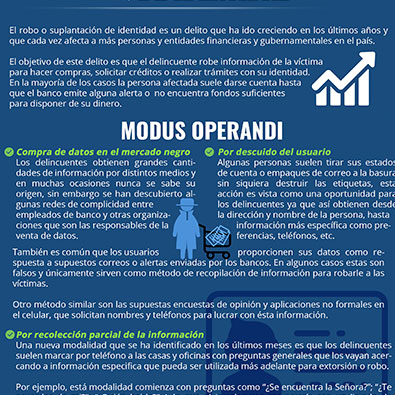 El robo o suplantación de identidad es un delito que ha ido creciendo en los últimos años y
que cada vez afecta a más personas y entidades financieras y gubernamentales en el país.
El objetivo de este delito es que el delincuente robe información de la víctima
para hacer compras, solicitar créditos o realizar trámites con su identidad.
En la mayoría de los casos la persona afectada suele darse cuenta hasta
que el banco emite alguna alerta o no encuentra fondos suficientes
para disponer de su dinero.
MODUS OPERANDI
Compra de datos en el mercado negro
Los delincuentes obtienen grandes canti-
dades de información por distintos medios y
en muchas ocasiones nunca se sabe su
origen, sin embargo se han descubierto al-
gunas redes de complicidad entre
empleados de banco y otras organiza-
ciones que son las responsables de la
venta de datos.
Por descuido del usuario
Algunas personas suelen tirar sus estados
de cuenta o empaques de correo a la basura
sin siquiera destruir las etiquetas, esta
acción es vista como una oportunidad para
los delincuentes ya que así obtienen desde
la dirección y nombre de la persona, hasta
información más específica como pre-
ferencias, teléfonos, etc.
También es común que los usuarios proporcionen sus datos como re-
spuesta a supuestos correos o alertas enviadas por los bancos. En algunos casos estas son
falsos y únicamente sirven como método de recopilación de información para robarle a las
víctimas.
Otro método similar son las supuestas encuestas de opinión y aplicaciones no formales en
el celular, que solicitan nombres y teléfonos para lucrar con ésta información.
Por recolección parcial de la información
Una nueva modalidad que se ha identificado en los últimos meses es que los delincuentes
suelen marcar por teléfono a las casas y oficinas con preguntas generales que los vayan acer-
cando a información especifica que pueda ser utilizada más adelante para extorsión o robo.
Por ejemplo, está modalidad comienza con preguntas como "¿Se encuentra la Señora?"; "¿Te